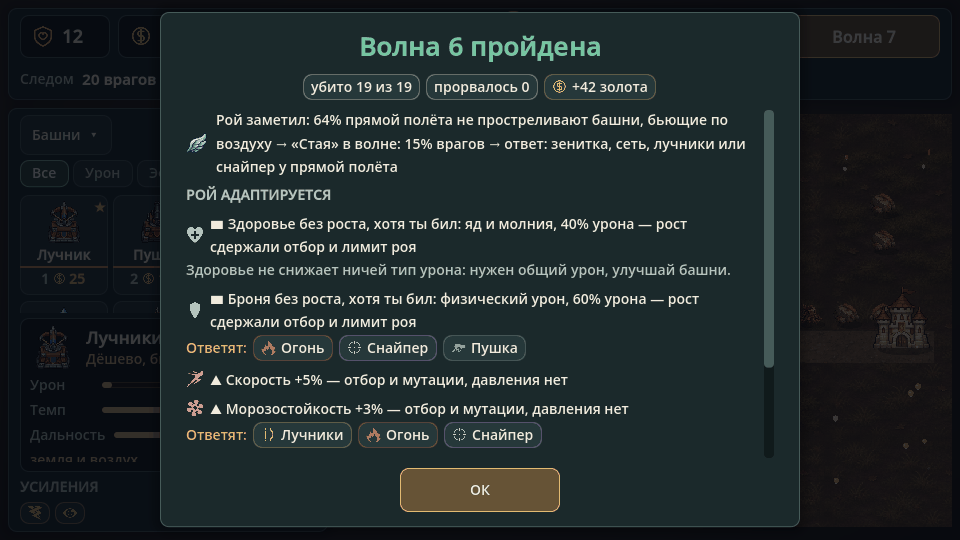 Волна 6 пройдена
убито 19 из 19
прорвалось 0
+42 золота
Рой заметил: 64% прямой полёта не простреливают башни, бьющие по
воздуху → «Стая» в волне: 15% врагов → ответ: зенитка, сеть, лучники или
снайпер у прямой полёта
РОЙ АДАПТИРУЕТСЯ
Здоровье без роста, хотя ты бил: яд и молния, 40% урона — рост
сдержали отбор и лимит роя
Здоровье не снижает ничей тип урона: нужен общий урон, улучшай башни.
Броня без роста, хотя ты бил: физический урон, 60% урона — рост
сдержали отбор и лимит роя
Ответят: Огонь Снайпер Пушка
▲ Скорость +5% — отбор и мутации, давления нет
▲ Морозостойкость +3% — отбор и мутации, давления нет
Ответят: Лучники Огонь Снайпер
ОК
12
Волна 7
Следом 20 врагов
Башни ▾
Все Урон
Лучник
1 25
2
Лучники
Урон
Темп
Дальность
земля и воздух
УСИЛЕНИЯ